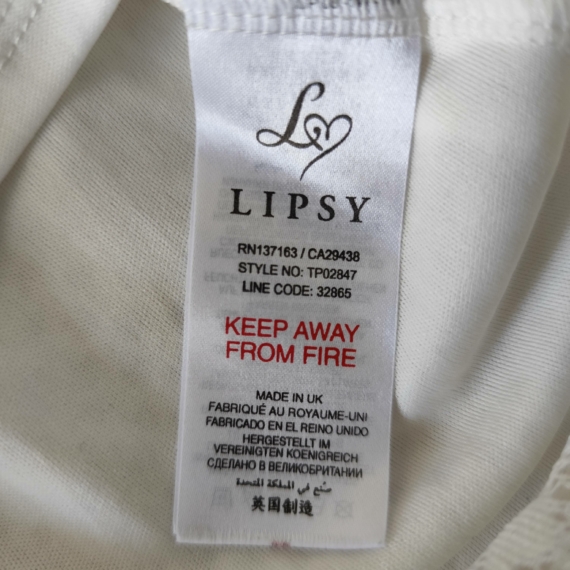 LIPSY
RN137163 / CA29438
STYLE NO: TP02847
LINE CODE: 32865
KEEP AWAY
FROM FIRE
MADE IN UK
FABRIQUÉ AU ROYAUME-UNI
FABRICADO EN EL REINO UNIDO
HERGESTELLT IM
VEREINIGTEN KOENIGREICH
СДЕЛАНО В ВЕЛИКОБРИТАНИИ
صنع في المملكة المتحدة
英国制造